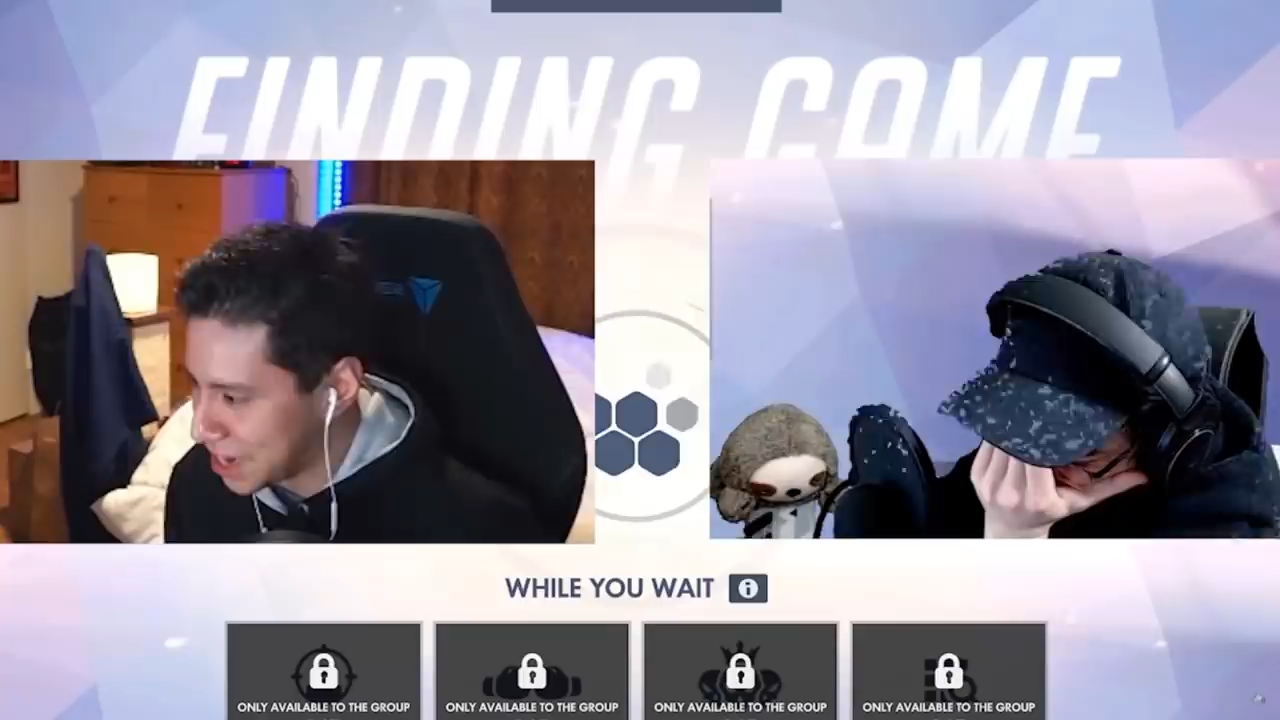 FINDING GAME
WHILE YOU WAIT
ONLY AVAILABLE TO THE GROUP
ONLY AVAILABLE TO THE GROUP
ONLY AVAILABLE TO THE GROUP
ONLY AVAILABLE TO THE GROUP